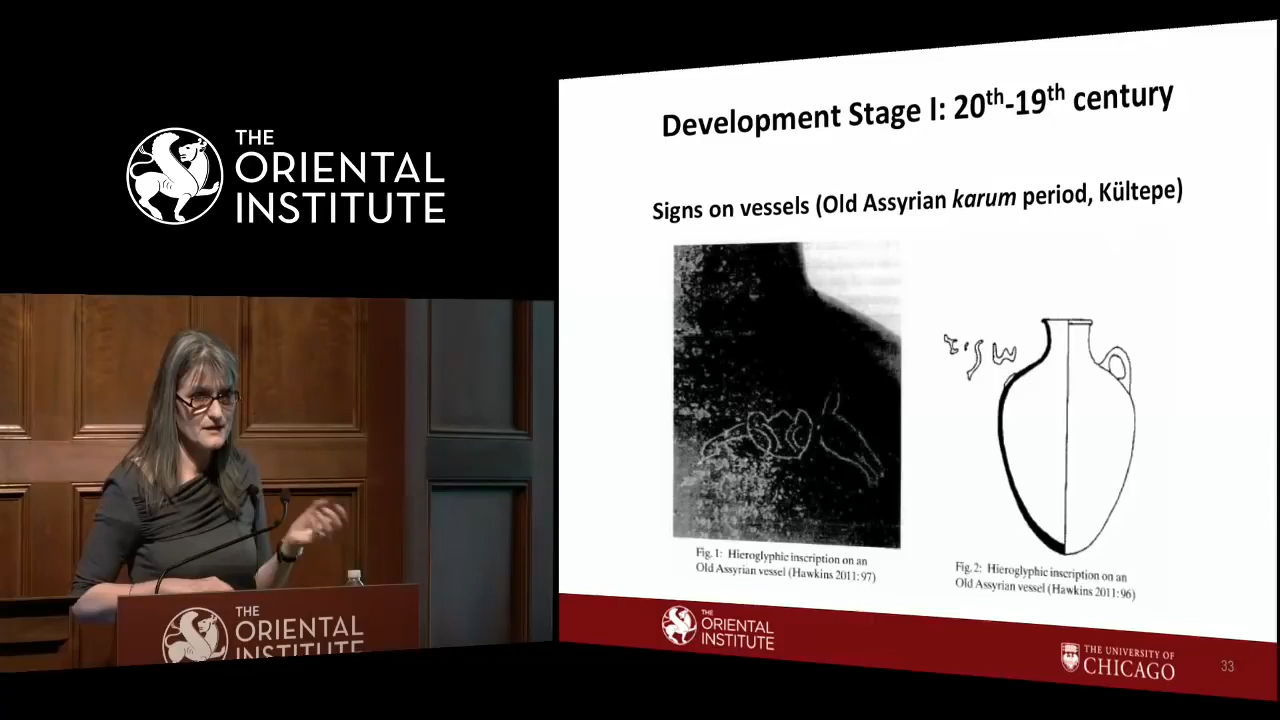 THE
ORIENTAL
INSTITUTE
Development Stage I: 20th-19th century
Signs on vessels (Old Assyrian karum period, Kültepe)
Fig. 1: Hieroglyphic inscription on an
Old Assyrian vessel (Hawkins 2011: 97)
Fig. 2: Hieroglyphic inscription on an
Old Assyrian vessel (Hawkins 2011: 96)
THE
ORIENTAL
INSTITUTE
THE UNIVERSITY OF
CHICAGO
33
THE
ORIENTAL
INSTITUTE